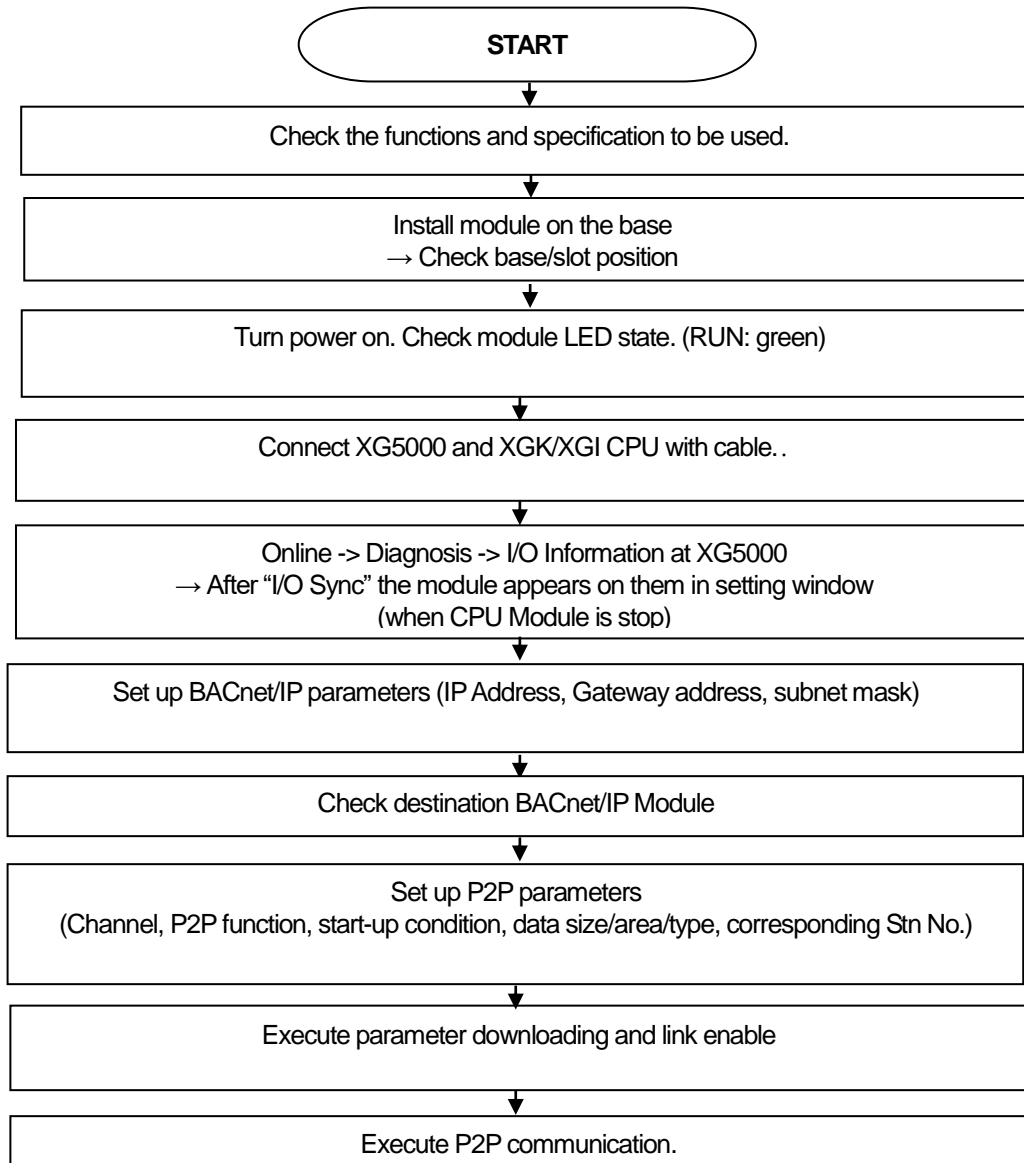 START
Check the functions and specification to be used.
Install module on the base
→ Check base/slot position
Turn power on. Check module LED state. (RUN: green)
Connect XG5000 and XGK/XGI CPU with cable. .
Online -> Diagnosis -> I/O Information at XG5000
→ After “I/O Sync” the module appears on them in setting window
(when CPU Module is stop)
Set up BACnet/IP parameters (IP Address, Gateway address, subnet mask)
Check destination BACnet/IP Module
Set up P2P parameters
(Channel, P2P function, start-up condition, data size/area/type, corresponding Stn No.)
Execute parameter downloading and link enable
Execute P2P communication.